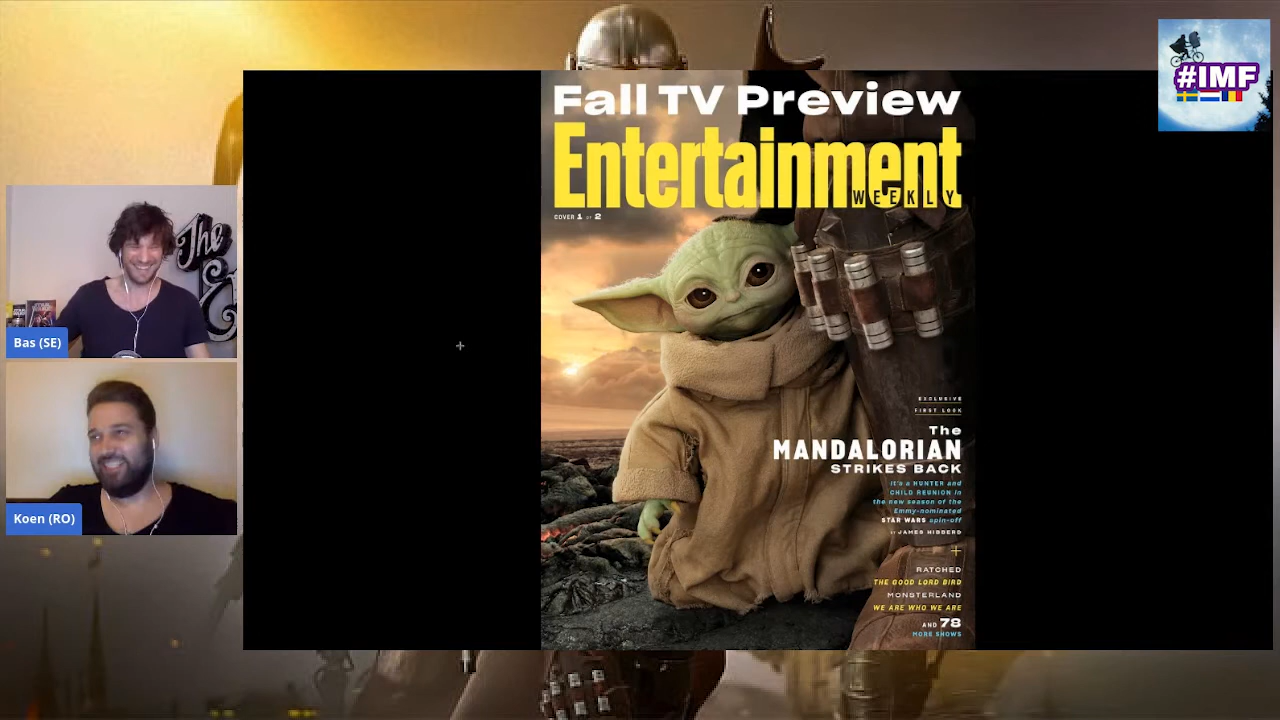 #IMF
Fall TV Preview
Entertainment
WEEKLY
COVER 1 OF 2
The
Bas (SE)
Koen (RO)
EXCLUSIVE
FIRST LOOK
The
MANDALORIAN
STRIKES BACK
It's a HUNTER and
CHILD REUNION in
the new season of the
Emmy-nominated
STAR WARS spin-off
BY JAMES HIBBERD
+
RATCHED
THE GOOD LORD BIRD
MONSTERLAND
WE ARE WHO WE ARE
AND 78
MORE SHOWS